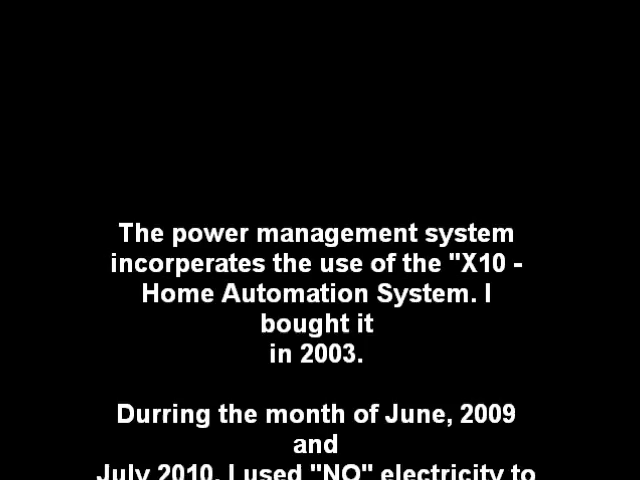 The power management system
incorperates the use of the "X10 -
Home Automation System. I
bought it
in 2003.
Durring the month of June, 2009
and
July 2010, I used "NO" electricity to